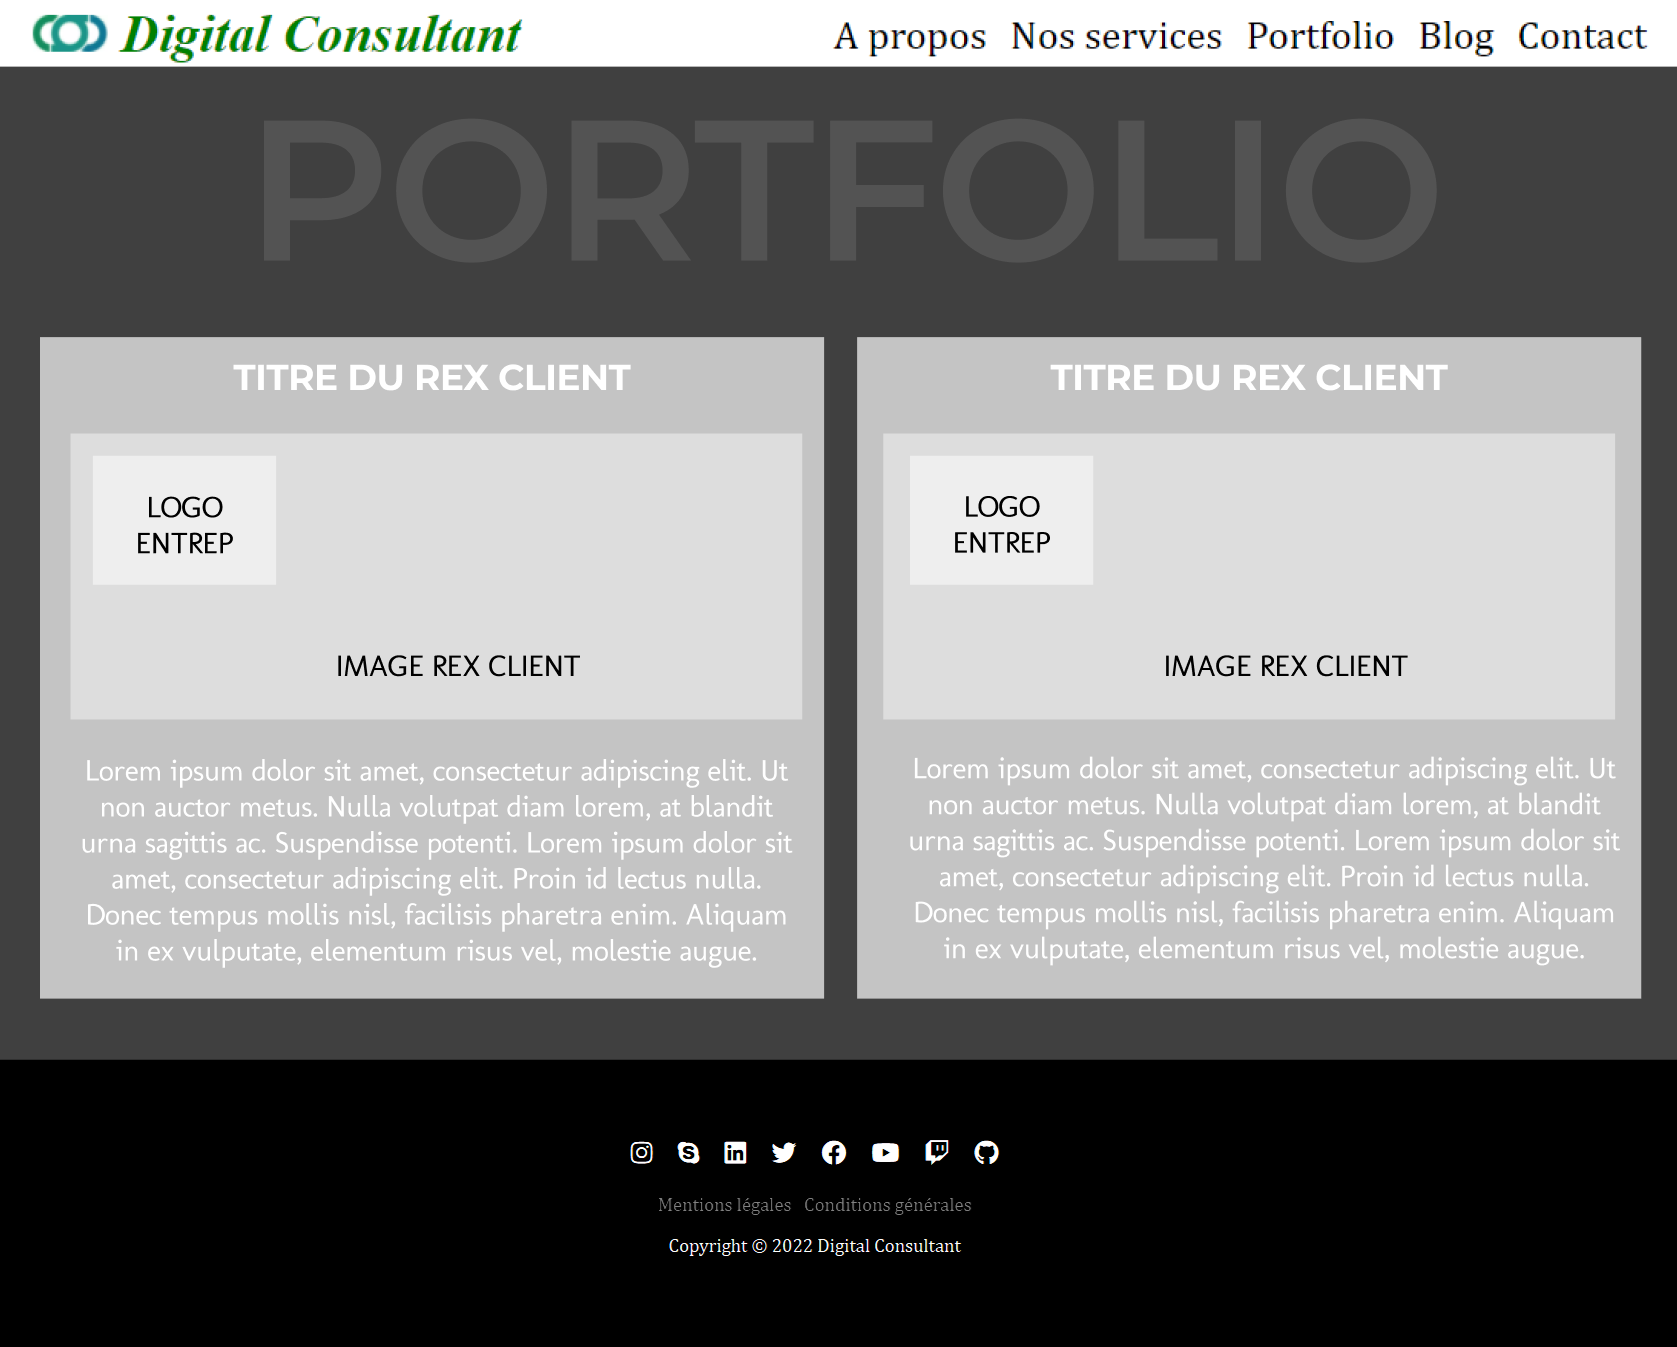 Digital Consultant
A propos Nos services Portfolio Blog Contact
PORTFOLIO
TITRE DU REX CLIENT
LOGO
ENTREP
IMAGE REX CLIENT
Lorem ipsum dolor sit amet, consectetur adipiscing elit. Ut
non auctor metus. Nulla volutpat diam lorem, at blandit
urna sagittis ac. Suspendisse potenti. Lorem ipsum dolor sit
amet, consectetur adipiscing elit. Proin id lectus nulla.
Donec tempus mollis nisl, facilisis pharetra enim. Aliquam
in ex vulputate, elementum risus vel, molestie augue.
TITRE DU REX CLIENT
LOGO
ENTREP
IMAGE REX CLIENT
Lorem ipsum dolor sit amet, consectetur adipiscing elit. Ut
non auctor metus. Nulla volutpat diam lorem, at blandit
urna sagittis ac. Suspendisse potenti. Lorem ipsum dolor sit
amet, consectetur adipiscing elit. Proin id lectus nulla.
Donec tempus mollis nisl, facilisis pharetra enim. Aliquam
in ex vulputate, elementum risus vel, molestie augue.
Mentions légales Conditions générales
Copyright © 2022 Digital Consultant